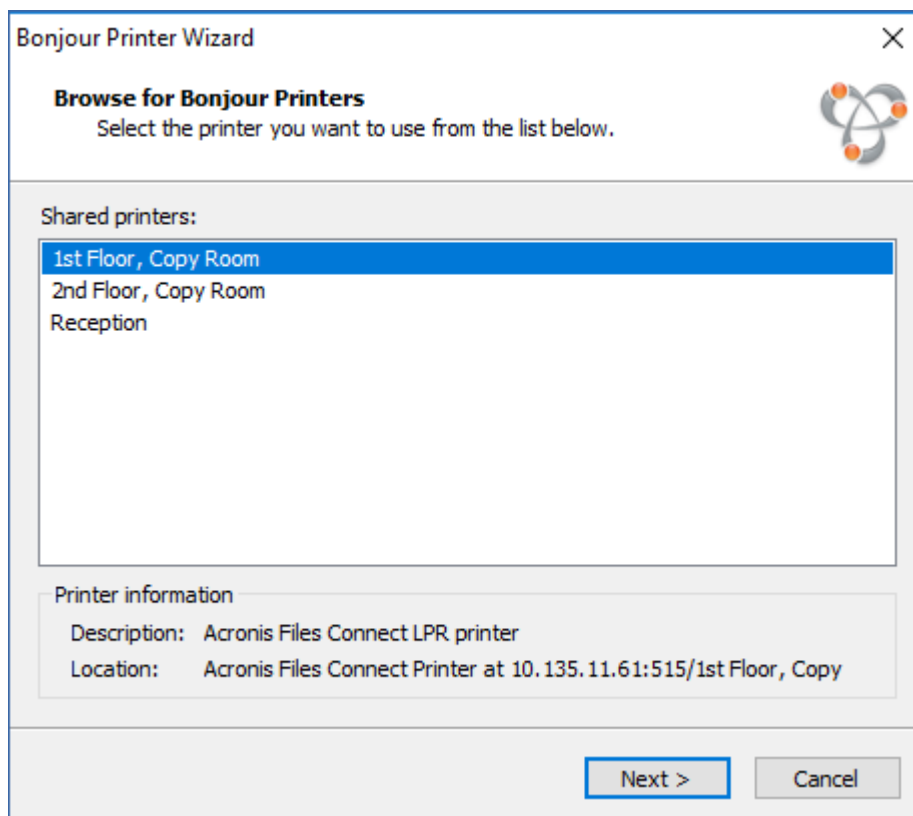 Bonjour Printer Wizard
Browse for Bonjour Printers
Select the printer you want to use from the list below.
Shared printers:
1st Floor, Copy Room
2nd Floor, Copy Room
Reception
Printer information
Description: Acronis Files Connect LPR printer
Location: Acronis Files Connect Printer at 10.135.11.61:515/1st Floor, Copy
Next >
Cancel